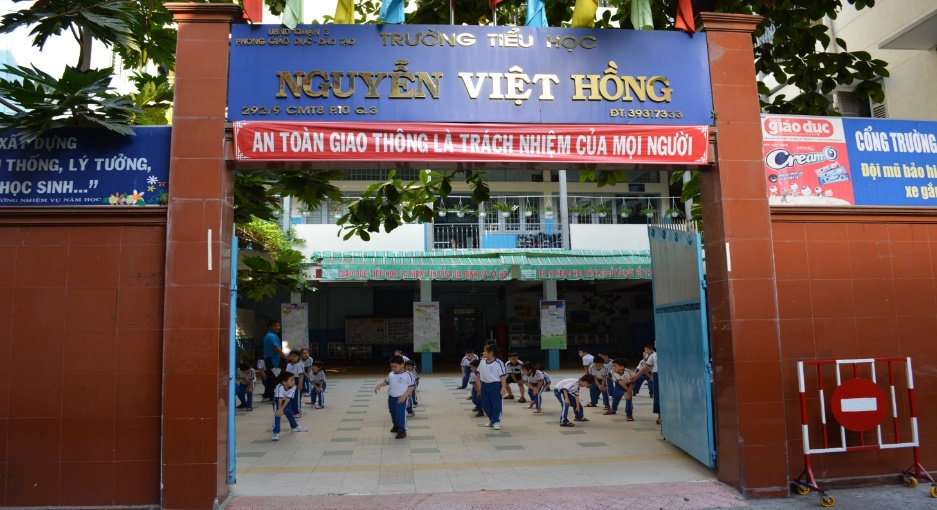 UBND QUẬN 3
PHÒNG GIÁO DỤC - ĐÀO TẠO
TRƯỜNG TIỂU HỌC
NGUYỄN VIỆT HỒNG
292/9 CMT8 P.10 Q.3
ĐT: 39317333
AN TOÀN GIAO THÔNG LÀ TRÁCH NHIỆM CỦA MỌI NGƯỜI
XÂY DỰNG
THỐNG, LÝ TƯỞNG,
HỌC SINH..."
ƯỚNG NHIỆM VỤ NĂM HỌC
giáo dục
CreamO
CỔNG TRƯỜNG
Đội mũ bảo hi
xe gắ